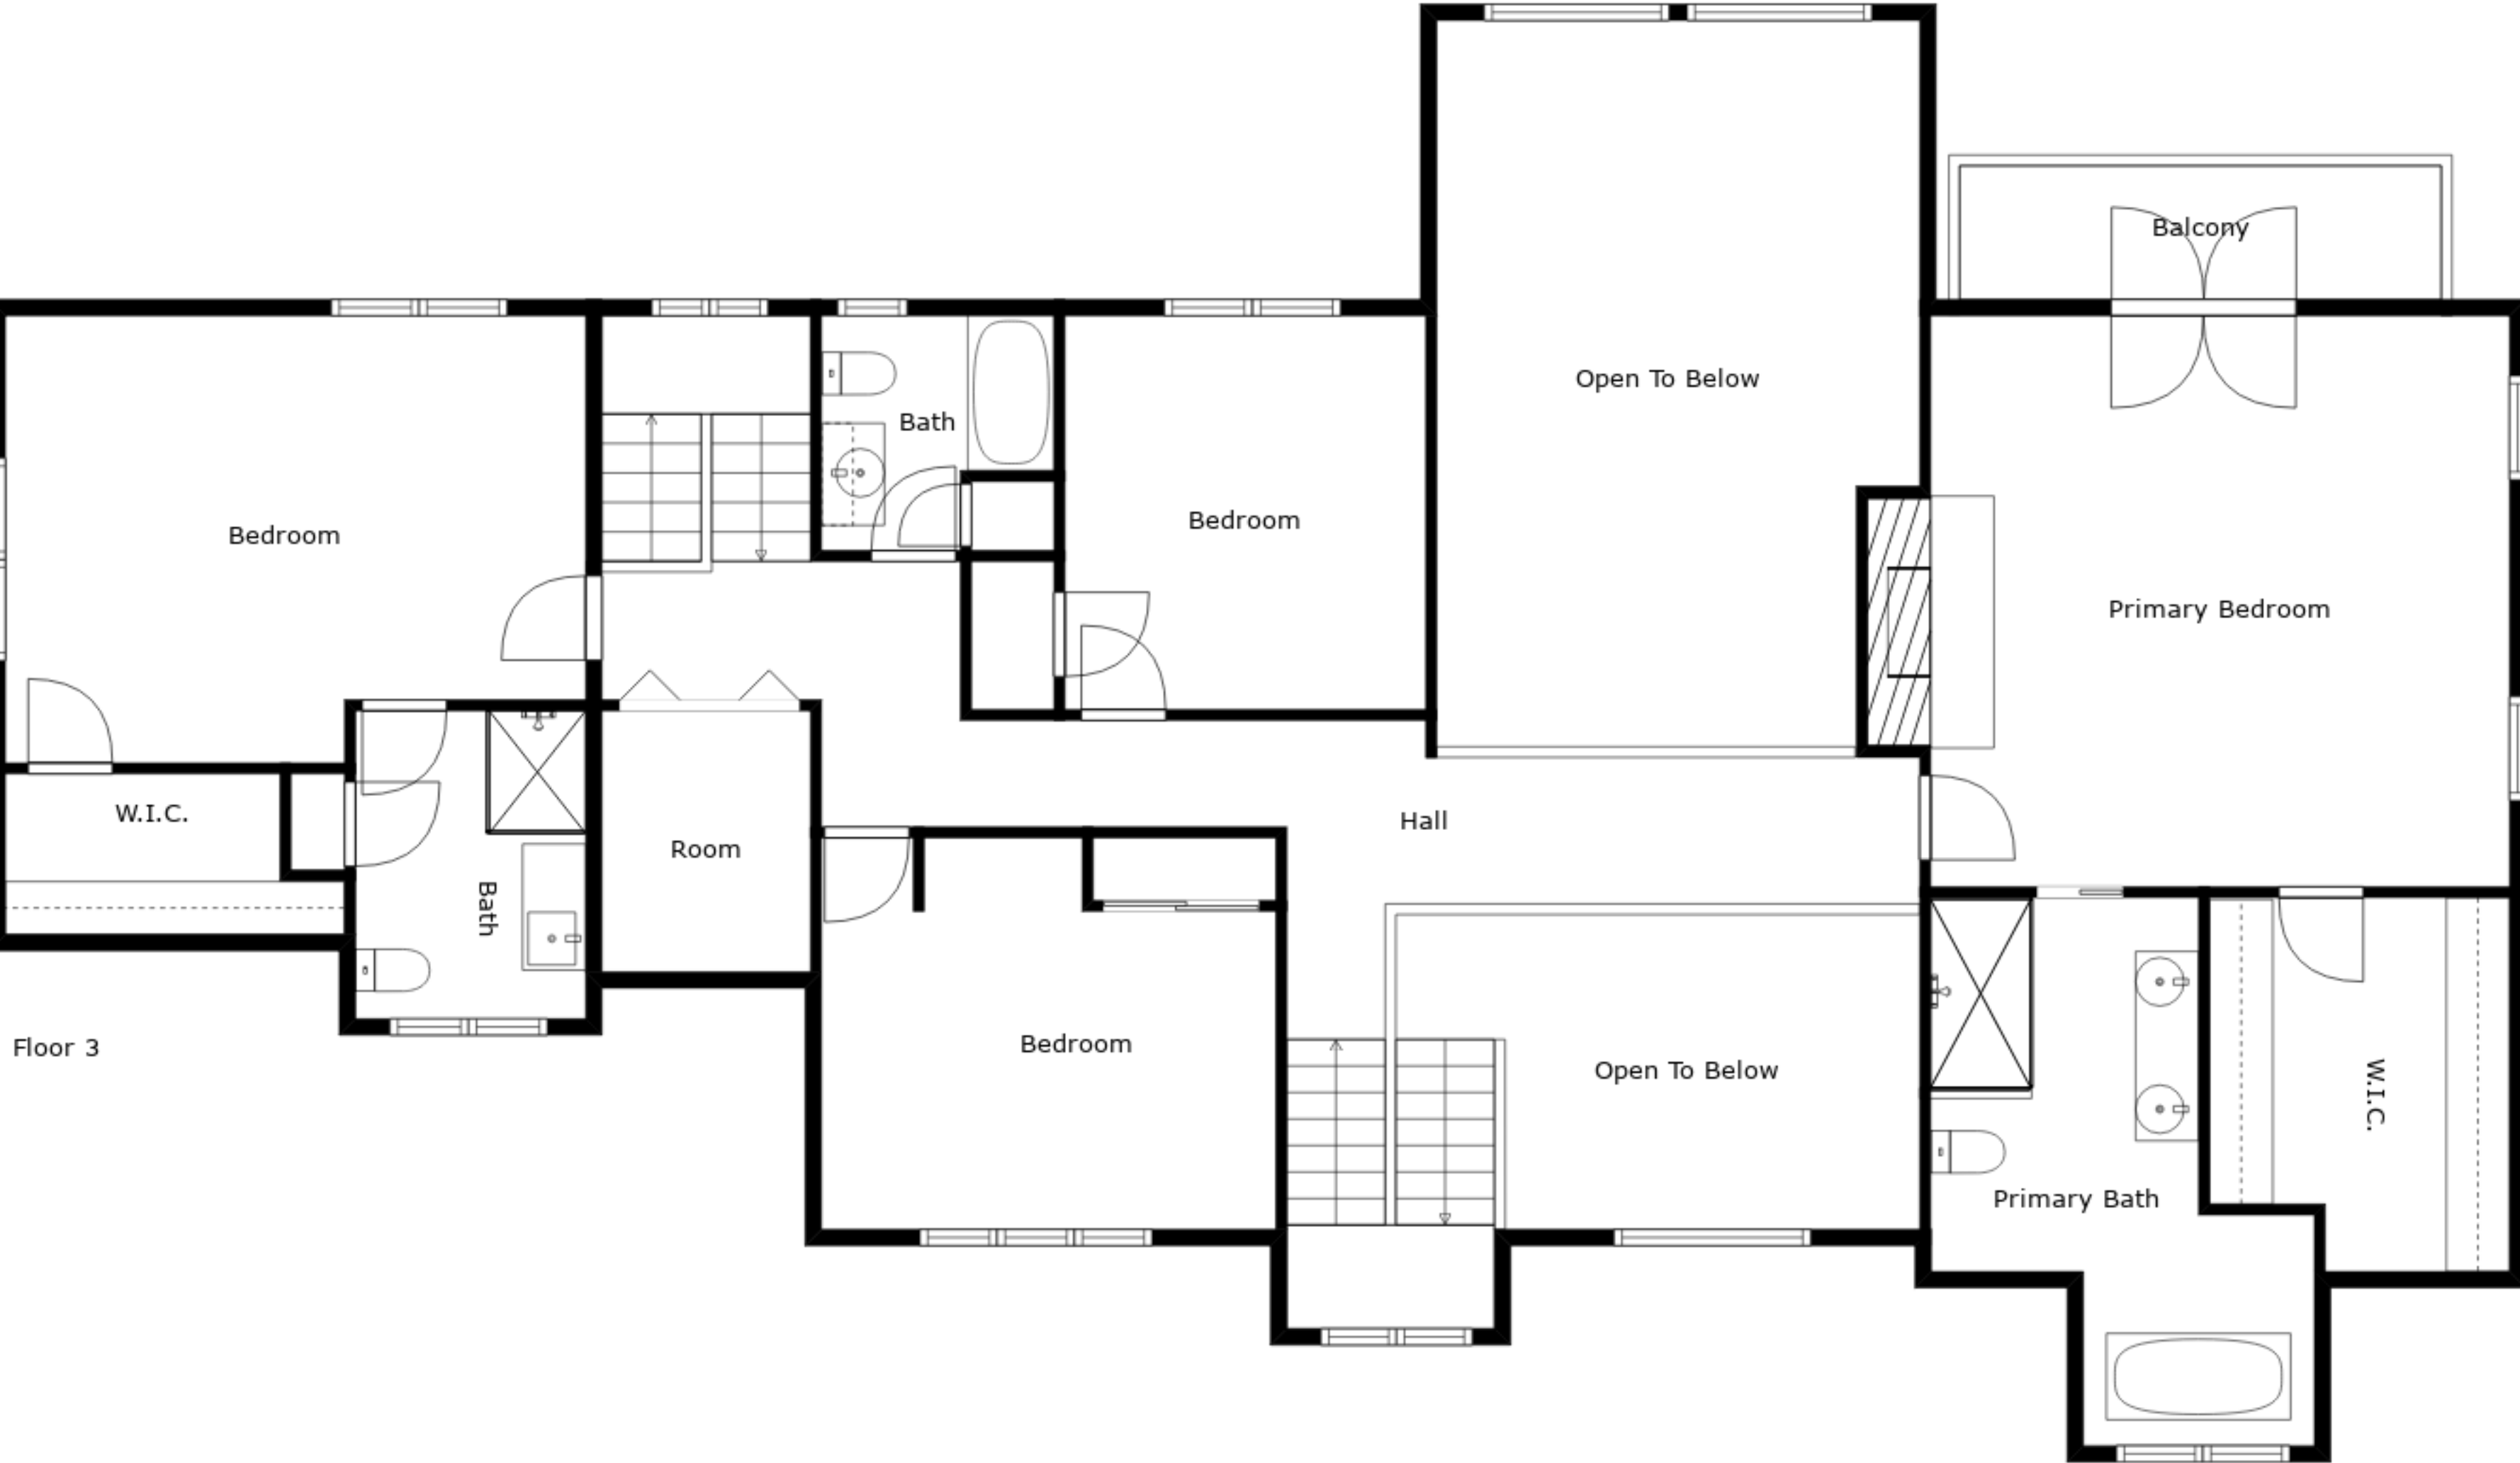 Balcony
Open To Below
Bath
Bedroom
Bedroom
Primary Bedroom
W.I.C.
Hall
Room
Bath
Floor 3
Bedroom
Open To Below
W.I.C.
Primary Bath